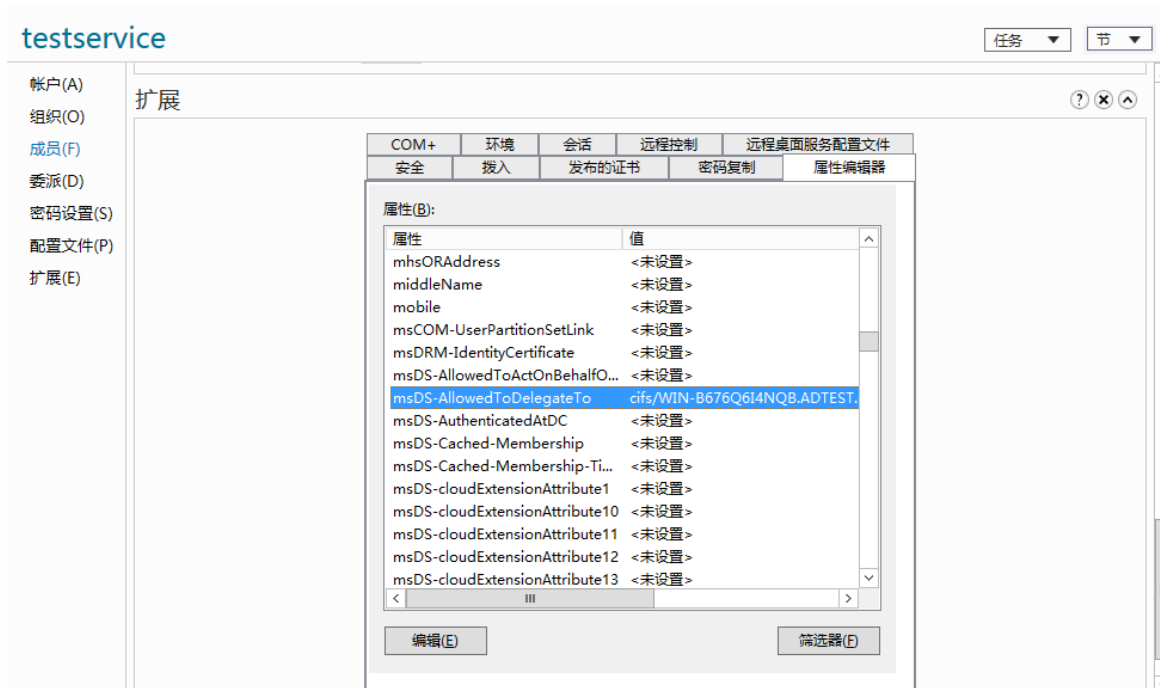 testservice
任务 ▼
节 ▼
帐户(A)
组织(O)
成员(F)
委派(D)
密码设置(S)
配置文件(P)
扩展(E)
扩展
COM+ 环境 会话 远程控制 远程桌面服务配置文件
安全 拨入 发布的证书 密码复制 属性编辑器
属性(B):
属性 值
mhsORAddress <未设置>
middleName <未设置>
mobile <未设置>
msCOM-UserPartitionSetLink <未设置>
msDRM-IdentityCertificate <未设置>
msDS-AllowedToActOnBehalfO... <未设置>
msDS-AllowedToDelegateTo cifs/WIN-B676Q6I4NQB.ADTEST.
msDS-AuthenticatedAtDC <未设置>
msDS-Cached-Membership <未设置>
msDS-Cached-Membership-Ti... <未设置>
msDS-cloudExtensionAttribute1 <未设置>
msDS-cloudExtensionAttribute10 <未设置>
msDS-cloudExtensionAttribute11 <未设置>
msDS-cloudExtensionAttribute12 <未设置>
msDS-cloudExtensionAttribute13 <未设置>
编辑(E) 筛选器(F)